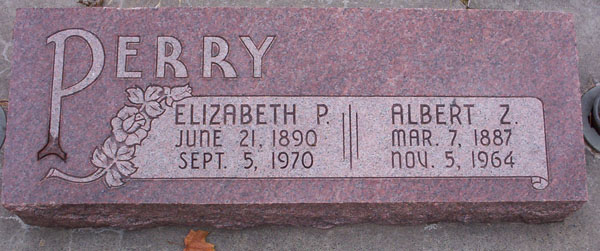 PERRY
ELIZABETH P.
JUNE 21, 1890
SEPT. 5, 1970
ALBERT Z.
MAR. 7, 1887
NOV. 5, 1964